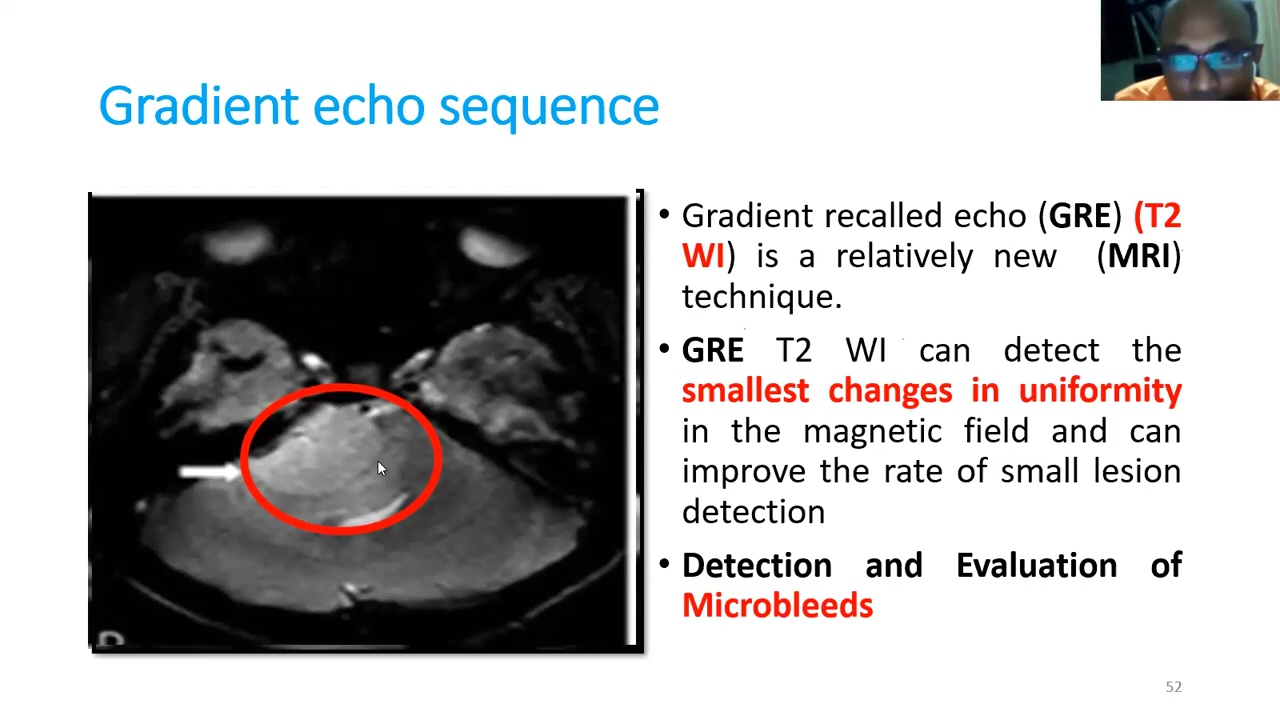 Gradient echo sequence
• Gradient recalled echo (GRE) (T2
WI) is a relatively new (MRI)
technique.
• GRE T2 WI can detect the
smallest changes in uniformity
in the magnetic field and can
improve the rate of small lesion
detection
• Detection and Evaluation of
Microbleeds
52